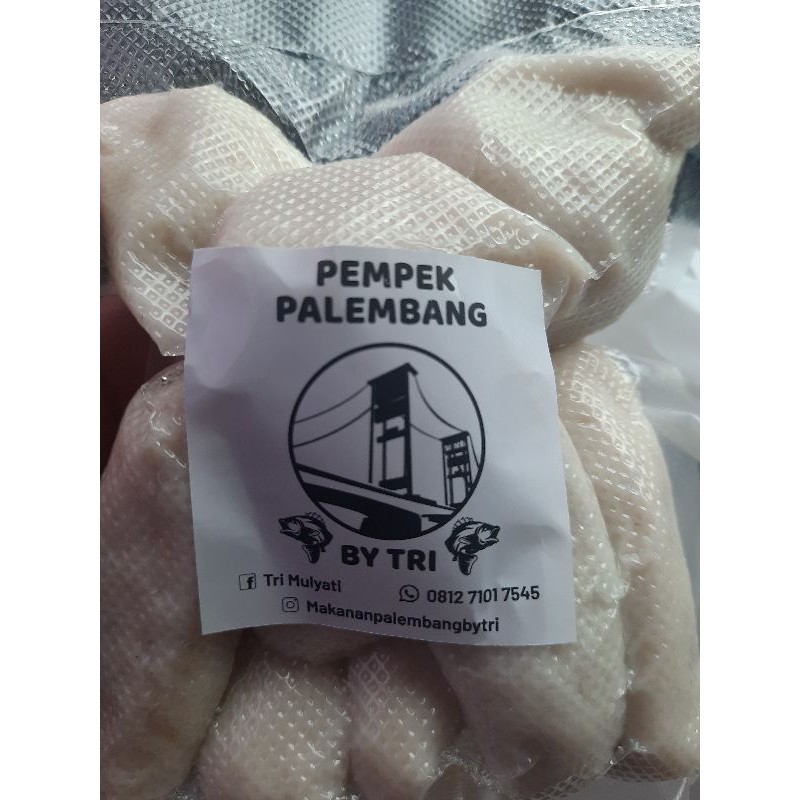 PEMPEK
PALEMBANG
BY TRI
Tri Mulyati
0812 7101 7545
Makananpalembangbytri